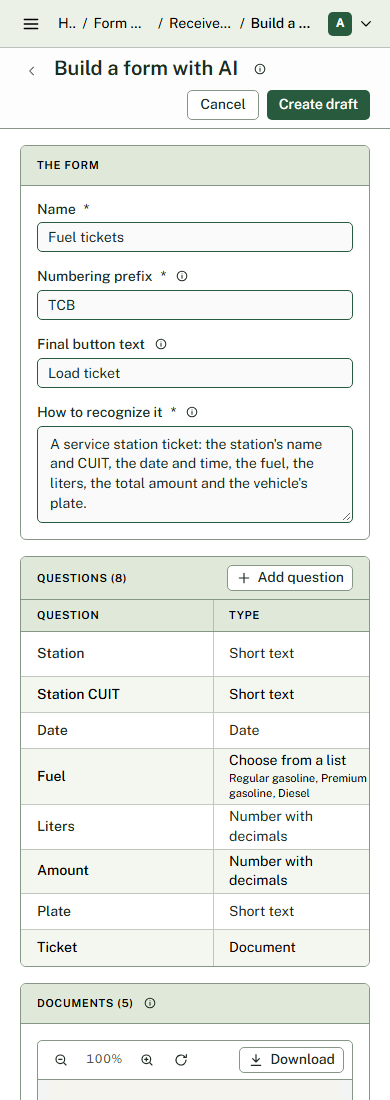 H.. / Form ... / Receive... / Build a ... A
Build a form with AI
Cancel Create draft
THE FORM
Name *
Fuel tickets
Numbering prefix *
TCB
Final button text
Load ticket
How to recognize it *
A service station ticket: the station's name
and CUIT, the date and time, the fuel, the
liters, the total amount and the vehicle's
plate.
QUESTIONS (8) Add question
QUESTION TYPE
Station Short text
Station CUIT Short text
Date Date
Fuel Choose from a list
Regular gasoline, Premium
gasoline, Diesel
Liters Number with
decimals
Amount Number with
decimals
Plate Short text
Ticket Document
DOCUMENTS (5)
100% Download